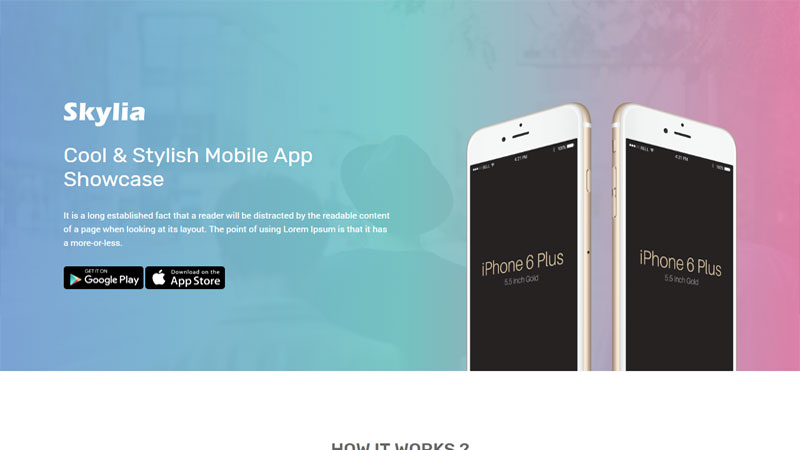 Skylia
Cool & Stylish Mobile App
Showcase
It is a long established fact that a reader will be distracted by the readable content
of a page when looking at its layout. The point of using Lorem Ipsum is that it has
a more-or-less.
GET IT ON
Google Play
Download on the
App Store
BELL 4:21 PM 100%
iPhone 6 Plus
5.5 inch Gold
BELL 4:21 PM 100%
iPhone 6 Plus
5.5 inch Gold
HOW IT WORKS ?